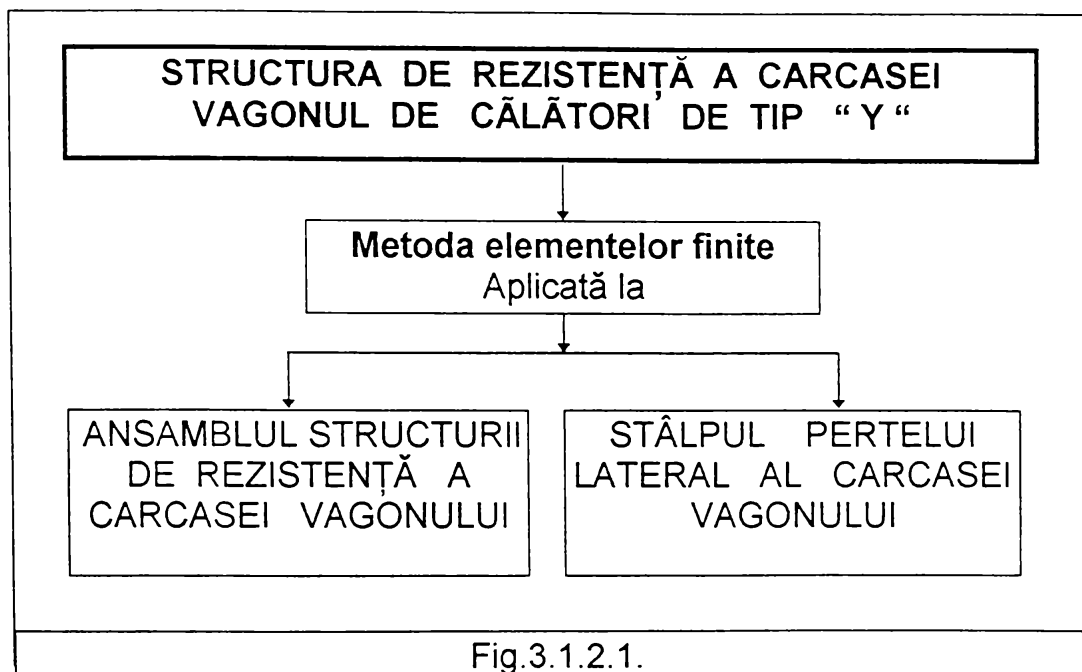 STRUCTURA DE REZISTENȚĂ A CARCASEI
VAGONUL DE CÃLÃTORI DE TIP “ Y “
Metoda elementelor finite
Aplicată la
ANSAMBLUL STRUCTURII
DE REZISTENȚĂ A
CARCASEI VAGONULUI
STÂLPUL PERTELUI
LATERAL AL CARCASEI
VAGONULUI
Fig.3.1.2.1.